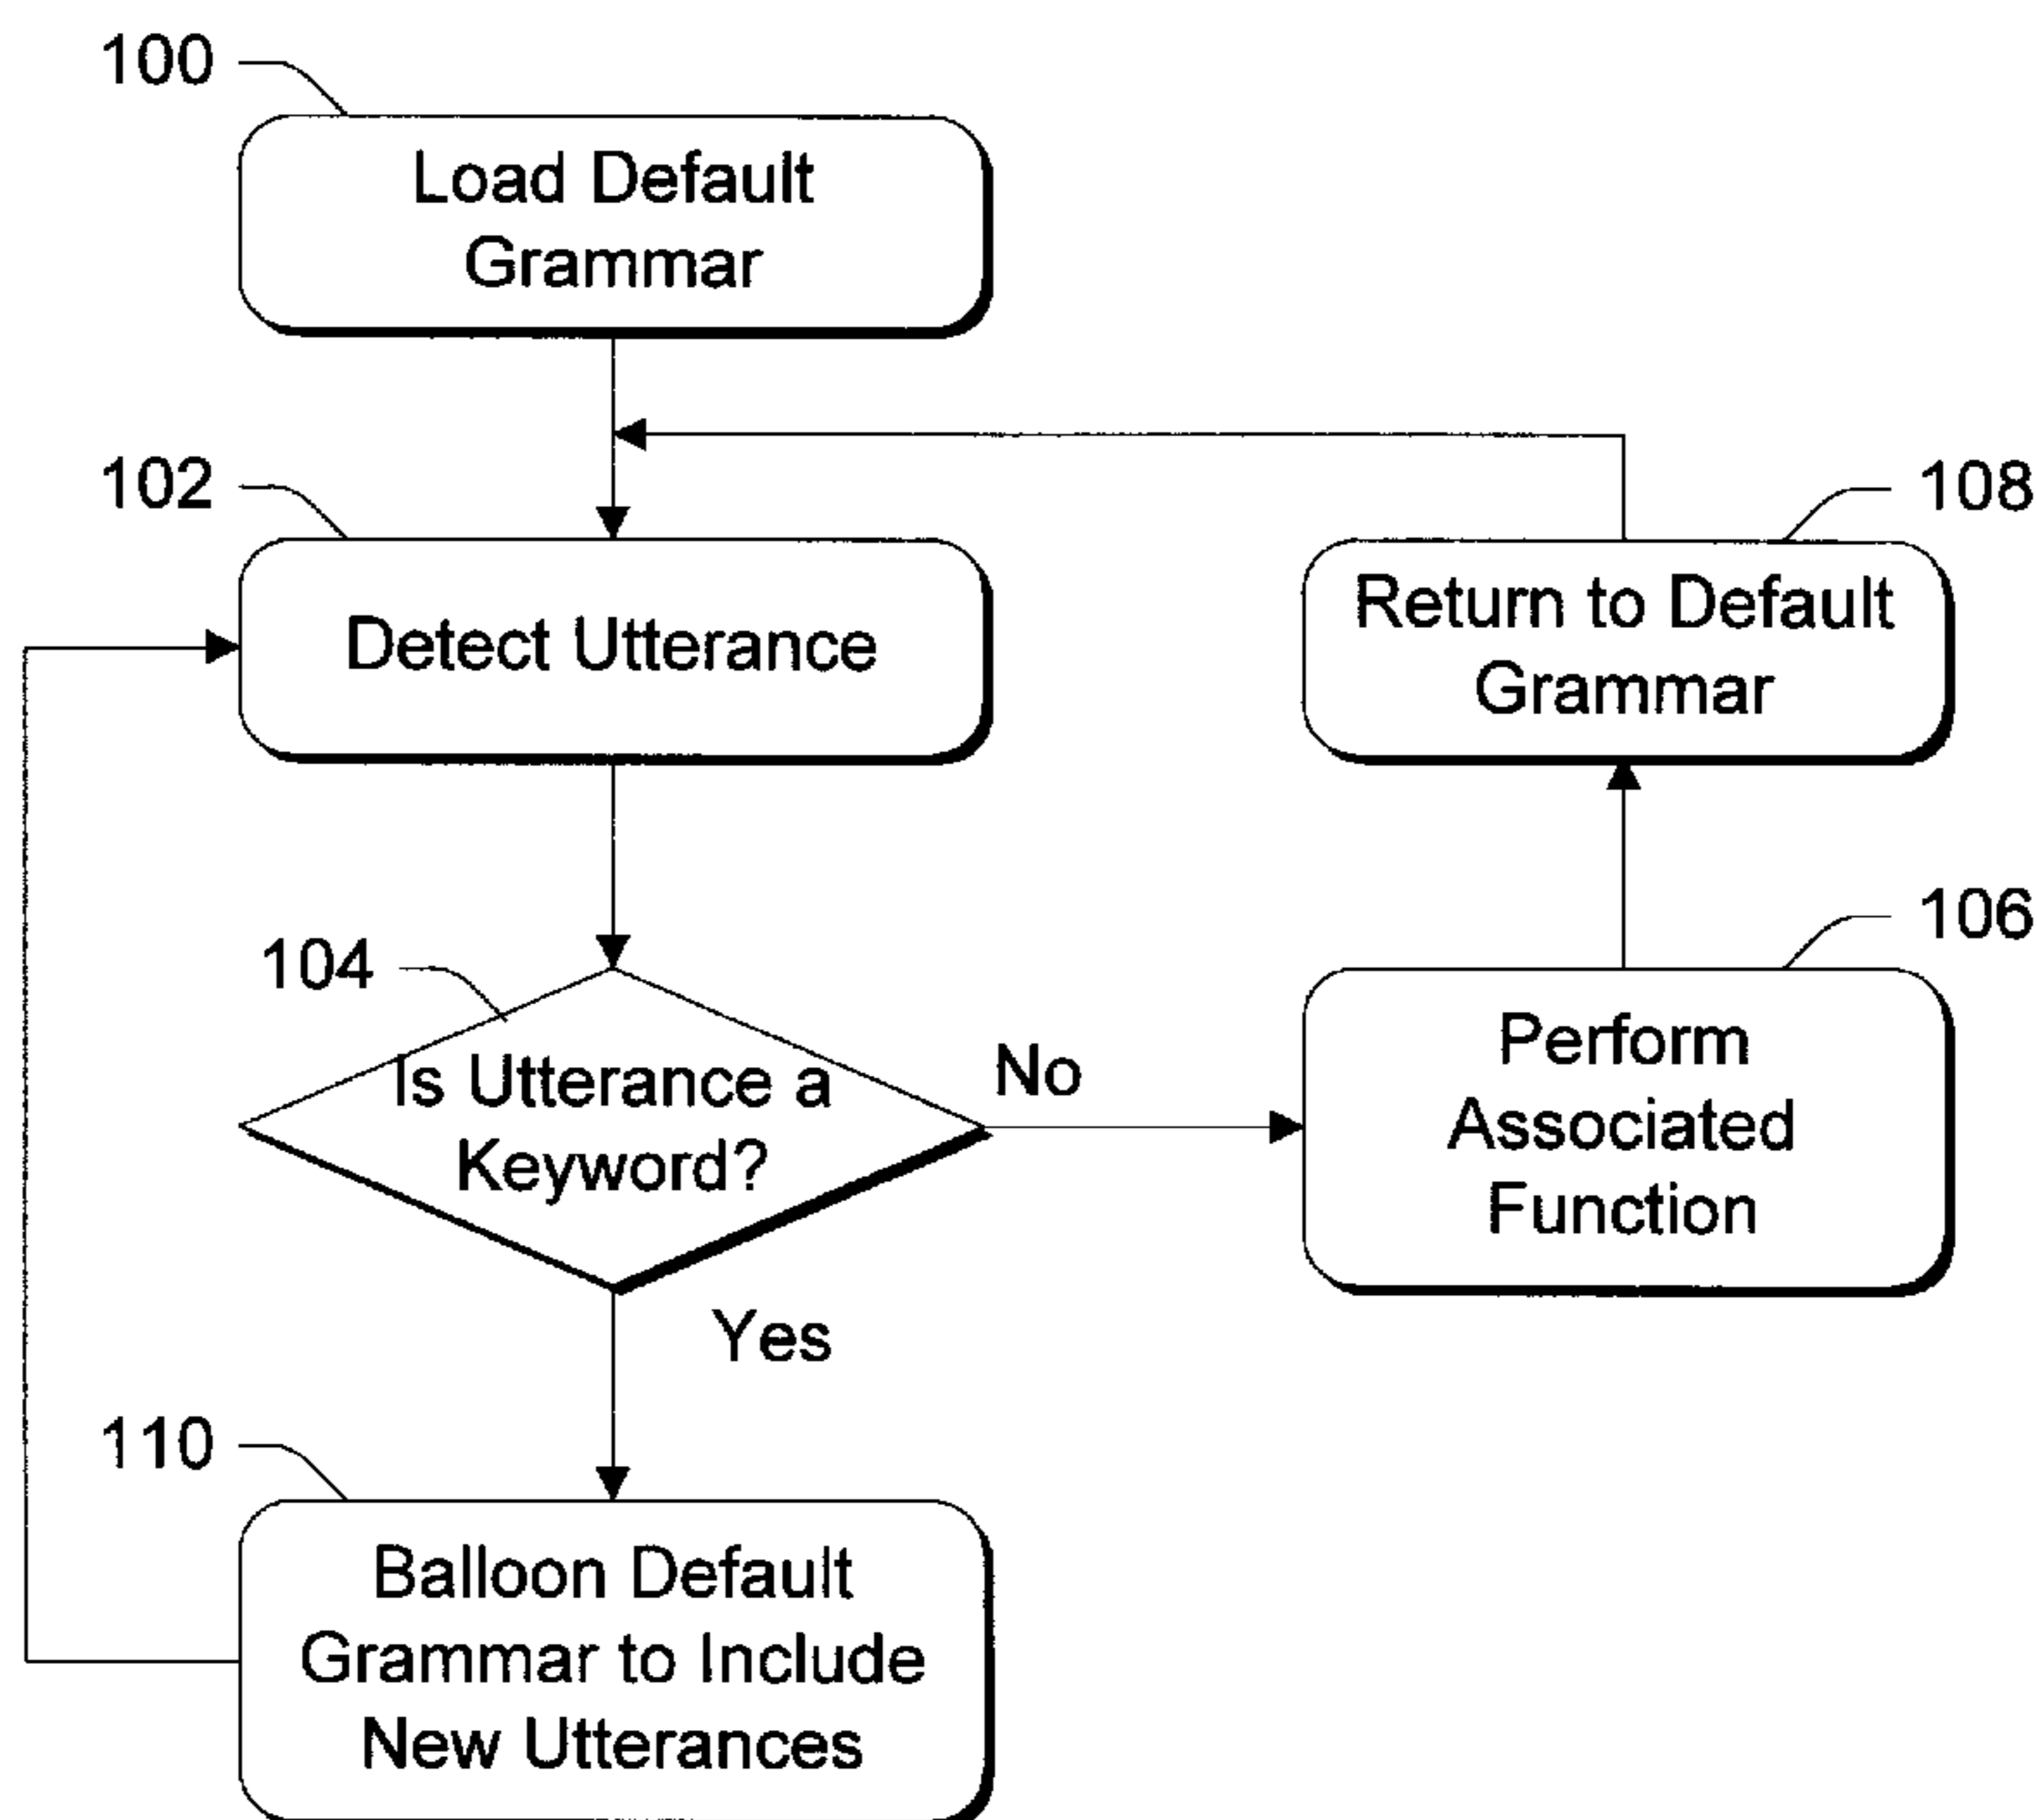 100
Load Default
Grammar
102
Detect Utterance
108
Return to Default
Grammar
104
Is Utterance a
Keyword?
No
106
Perform
Associated
Function
Yes
110
Balloon Default
Grammar to Include
New Utterances